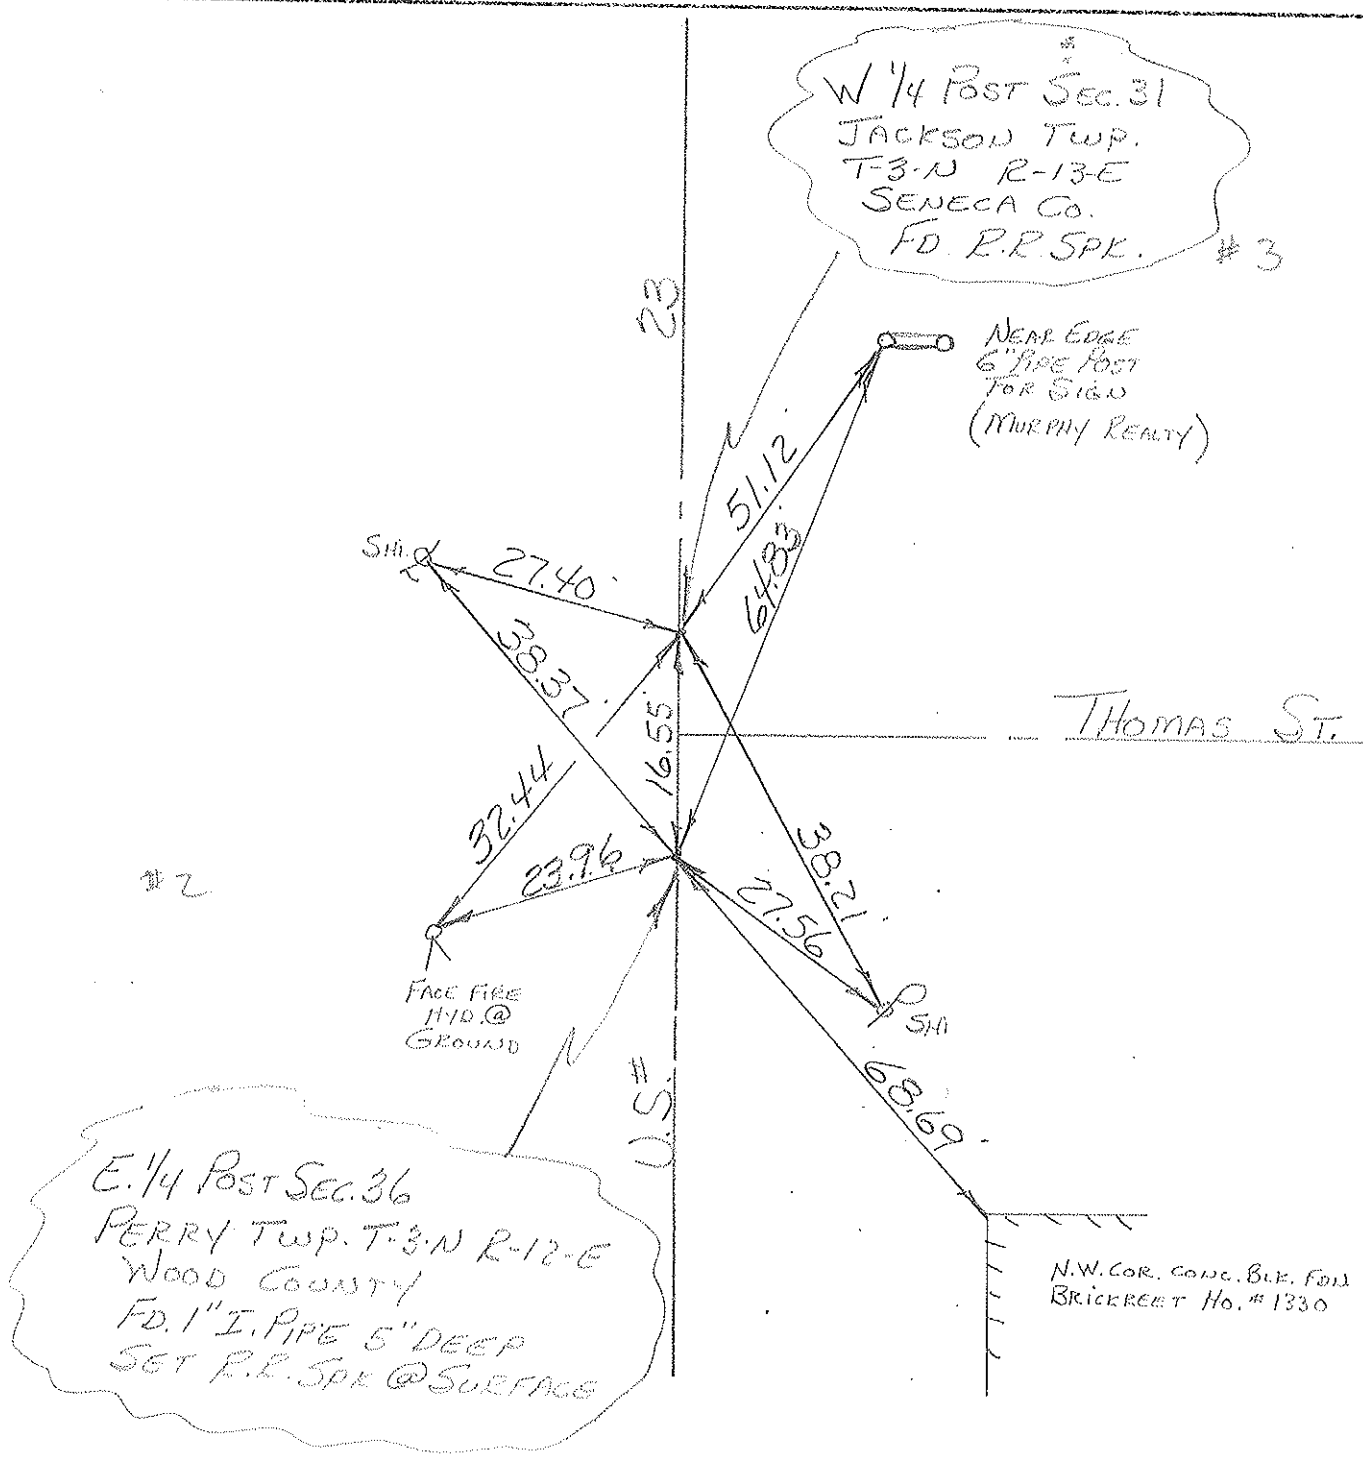 W 1/4 POST SEC. 31
JACKSON TWP.
T-3-N R-13-E
SENECA CO.
FD. R.R. SPK.
#3
23
NEAR EDGE
6" PIPE POST
FOR SIGN
(MURPHY REALTY)
51.12'
64.83
SHI.
27.40'
38.37'
16.55'
THOMAS ST.
32.44
23.96
38.21
27.56
#2
FACE FIRE
HYD. @
GROUND
SHI
U.S. #
68.69
E. 1/4 POST SEC. 36
PERRY TWP. T-3-N R-12-E
WOOD COUNTY
FD. 1" I. PIPE 5" DEEP
SET R.R. SPK @ SURFACE
N.W. COR. CONC. BLK. FDN
HO. #1330